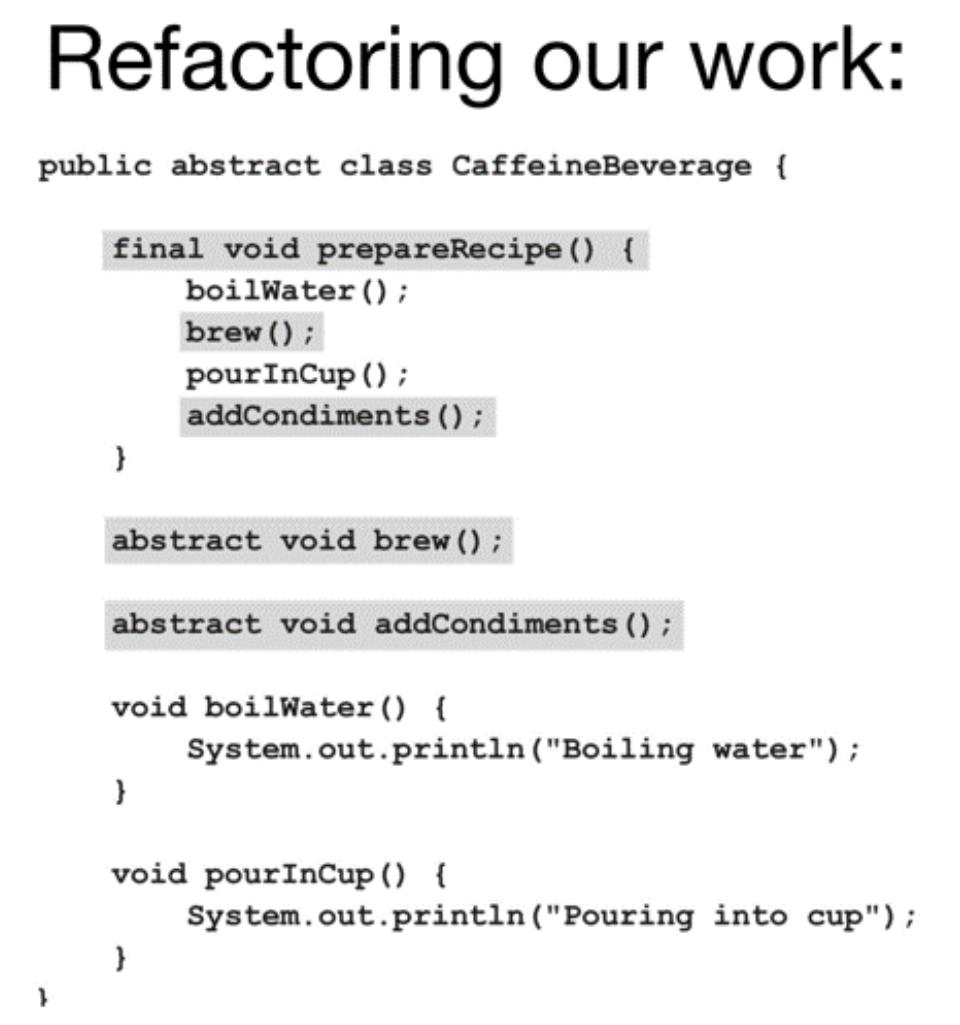 Refactoring our work:
public abstract class CaffeineBeverage {
final void prepareRecipe() {
boilWater();
brew();
pourInCup();
addCondiments();
}
abstract void brew();
abstract void addCondiments();
void boilWater() {
System.out.println("Boiling water");
}
void pourInCup() {
System.out.println("Pouring into cup");
}
}